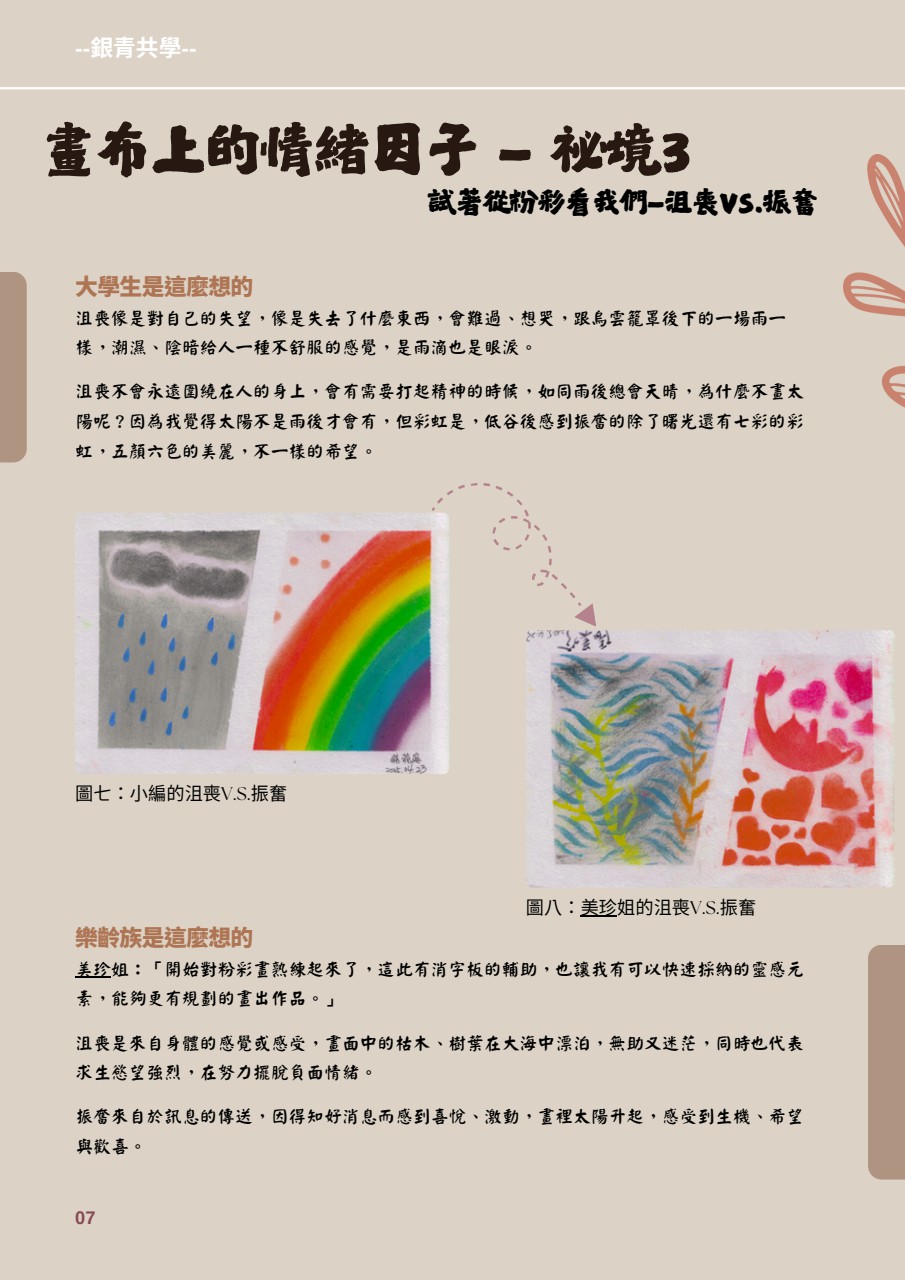 --銀青共學--
畫布上的情緒因子 – 祕境3
試著從粉彩看我們–沮喪VS.振奮
大學生是這麼想的
沮喪像是對自己的失望，像是失去了什麼東西，會難過、想哭，跟烏雲籠罩後下的一場雨一
樣，潮濕、陰暗給人一種不舒服的感覺，是雨滴也是眼淚。
沮喪不會永遠圍繞在人的身上，會有需要打起精神的時候，如同雨後總會天晴，為什麼不畫太
陽呢？因為我覺得太陽不是雨後才會有，但彩虹是，低谷後感到振奮的除了曙光還有七彩的彩
虹，五顏六色的美麗，不一樣的希望。
圖七：小編的沮喪V.S.振奮
圖八：美珍姐的沮喪V.S.振奮
樂齡族是這麼想的
美珍姐：「開始對粉彩畫熟練起來了，這此有消字板的輔助，也讓我有可以快速採納的靈感元
素，能夠更有規劃的畫出作品。」
沮喪是來自身體的感覺或感受，畫面中的枯木、樹葉在大海中漂泊，無助又迷茫，同時也代表
求生慾望強烈，在努力擺脫負面情緒。
振奮來自於訊息的傳送，因得知好消息而感到喜悅、激動，畫裡太陽升起，感受到生機、希望
與歡喜。
07